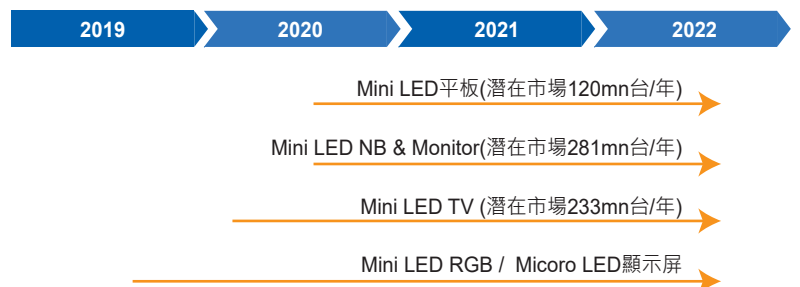 2019 2020 2021 2022
Mini LED平板(潛在市場120mn台/年)
Mini LED NB & Monitor(潛在市場281mn台/年)
Mini LED TV (潛在市場233mn台/年)
Mini LED RGB / Micoro LED顯示屏